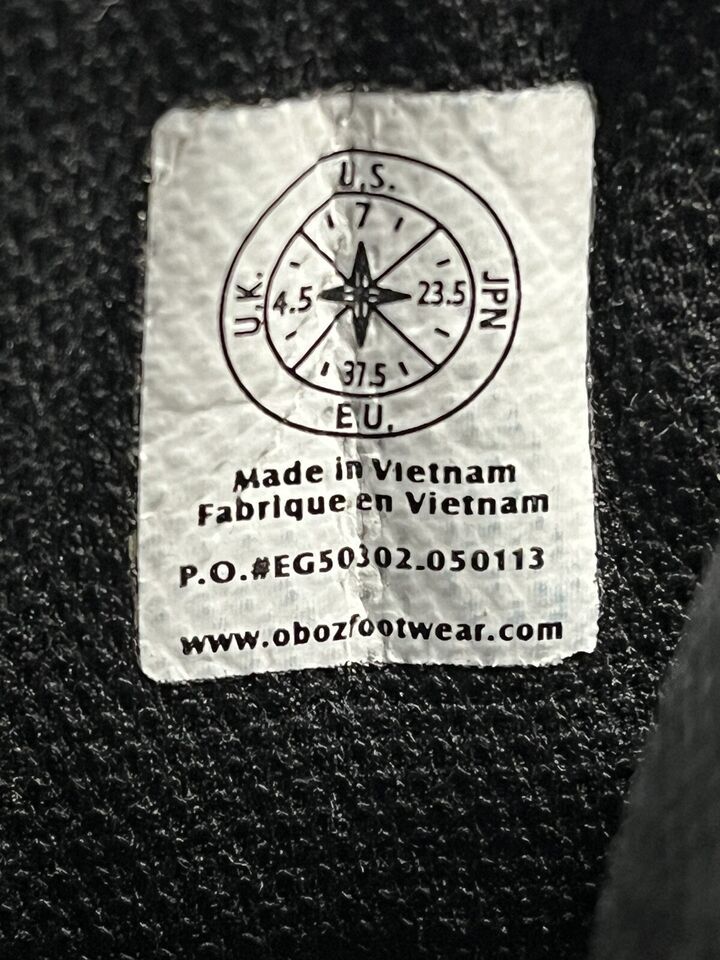 U.S.
7
U.K.
4.5
23.5
JPN
37.5
EU.
Made in Vietnam
Fabrique en Vietnam
P.O.#EG50302-050113
www.obozfootwear.com